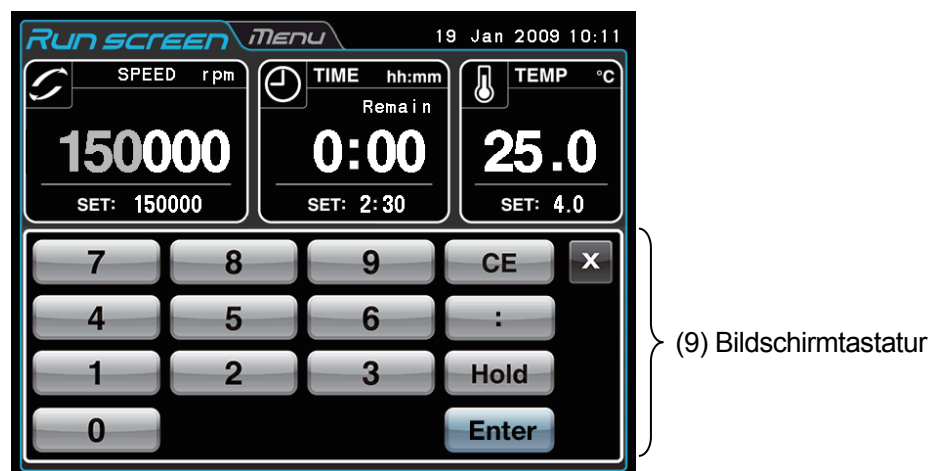 Run screen Menu 19 Jan 2009 10:11
SPEED rpm TIME hh:mm TEMP °C
Remain
150000 0:00 25.0
SET: 150000 SET: 2:30 SET: 4.0
7 8 9 CE X
4 5 6 :
(9) Bildschirmtastatur
1 2 3 Hold
0 Enter